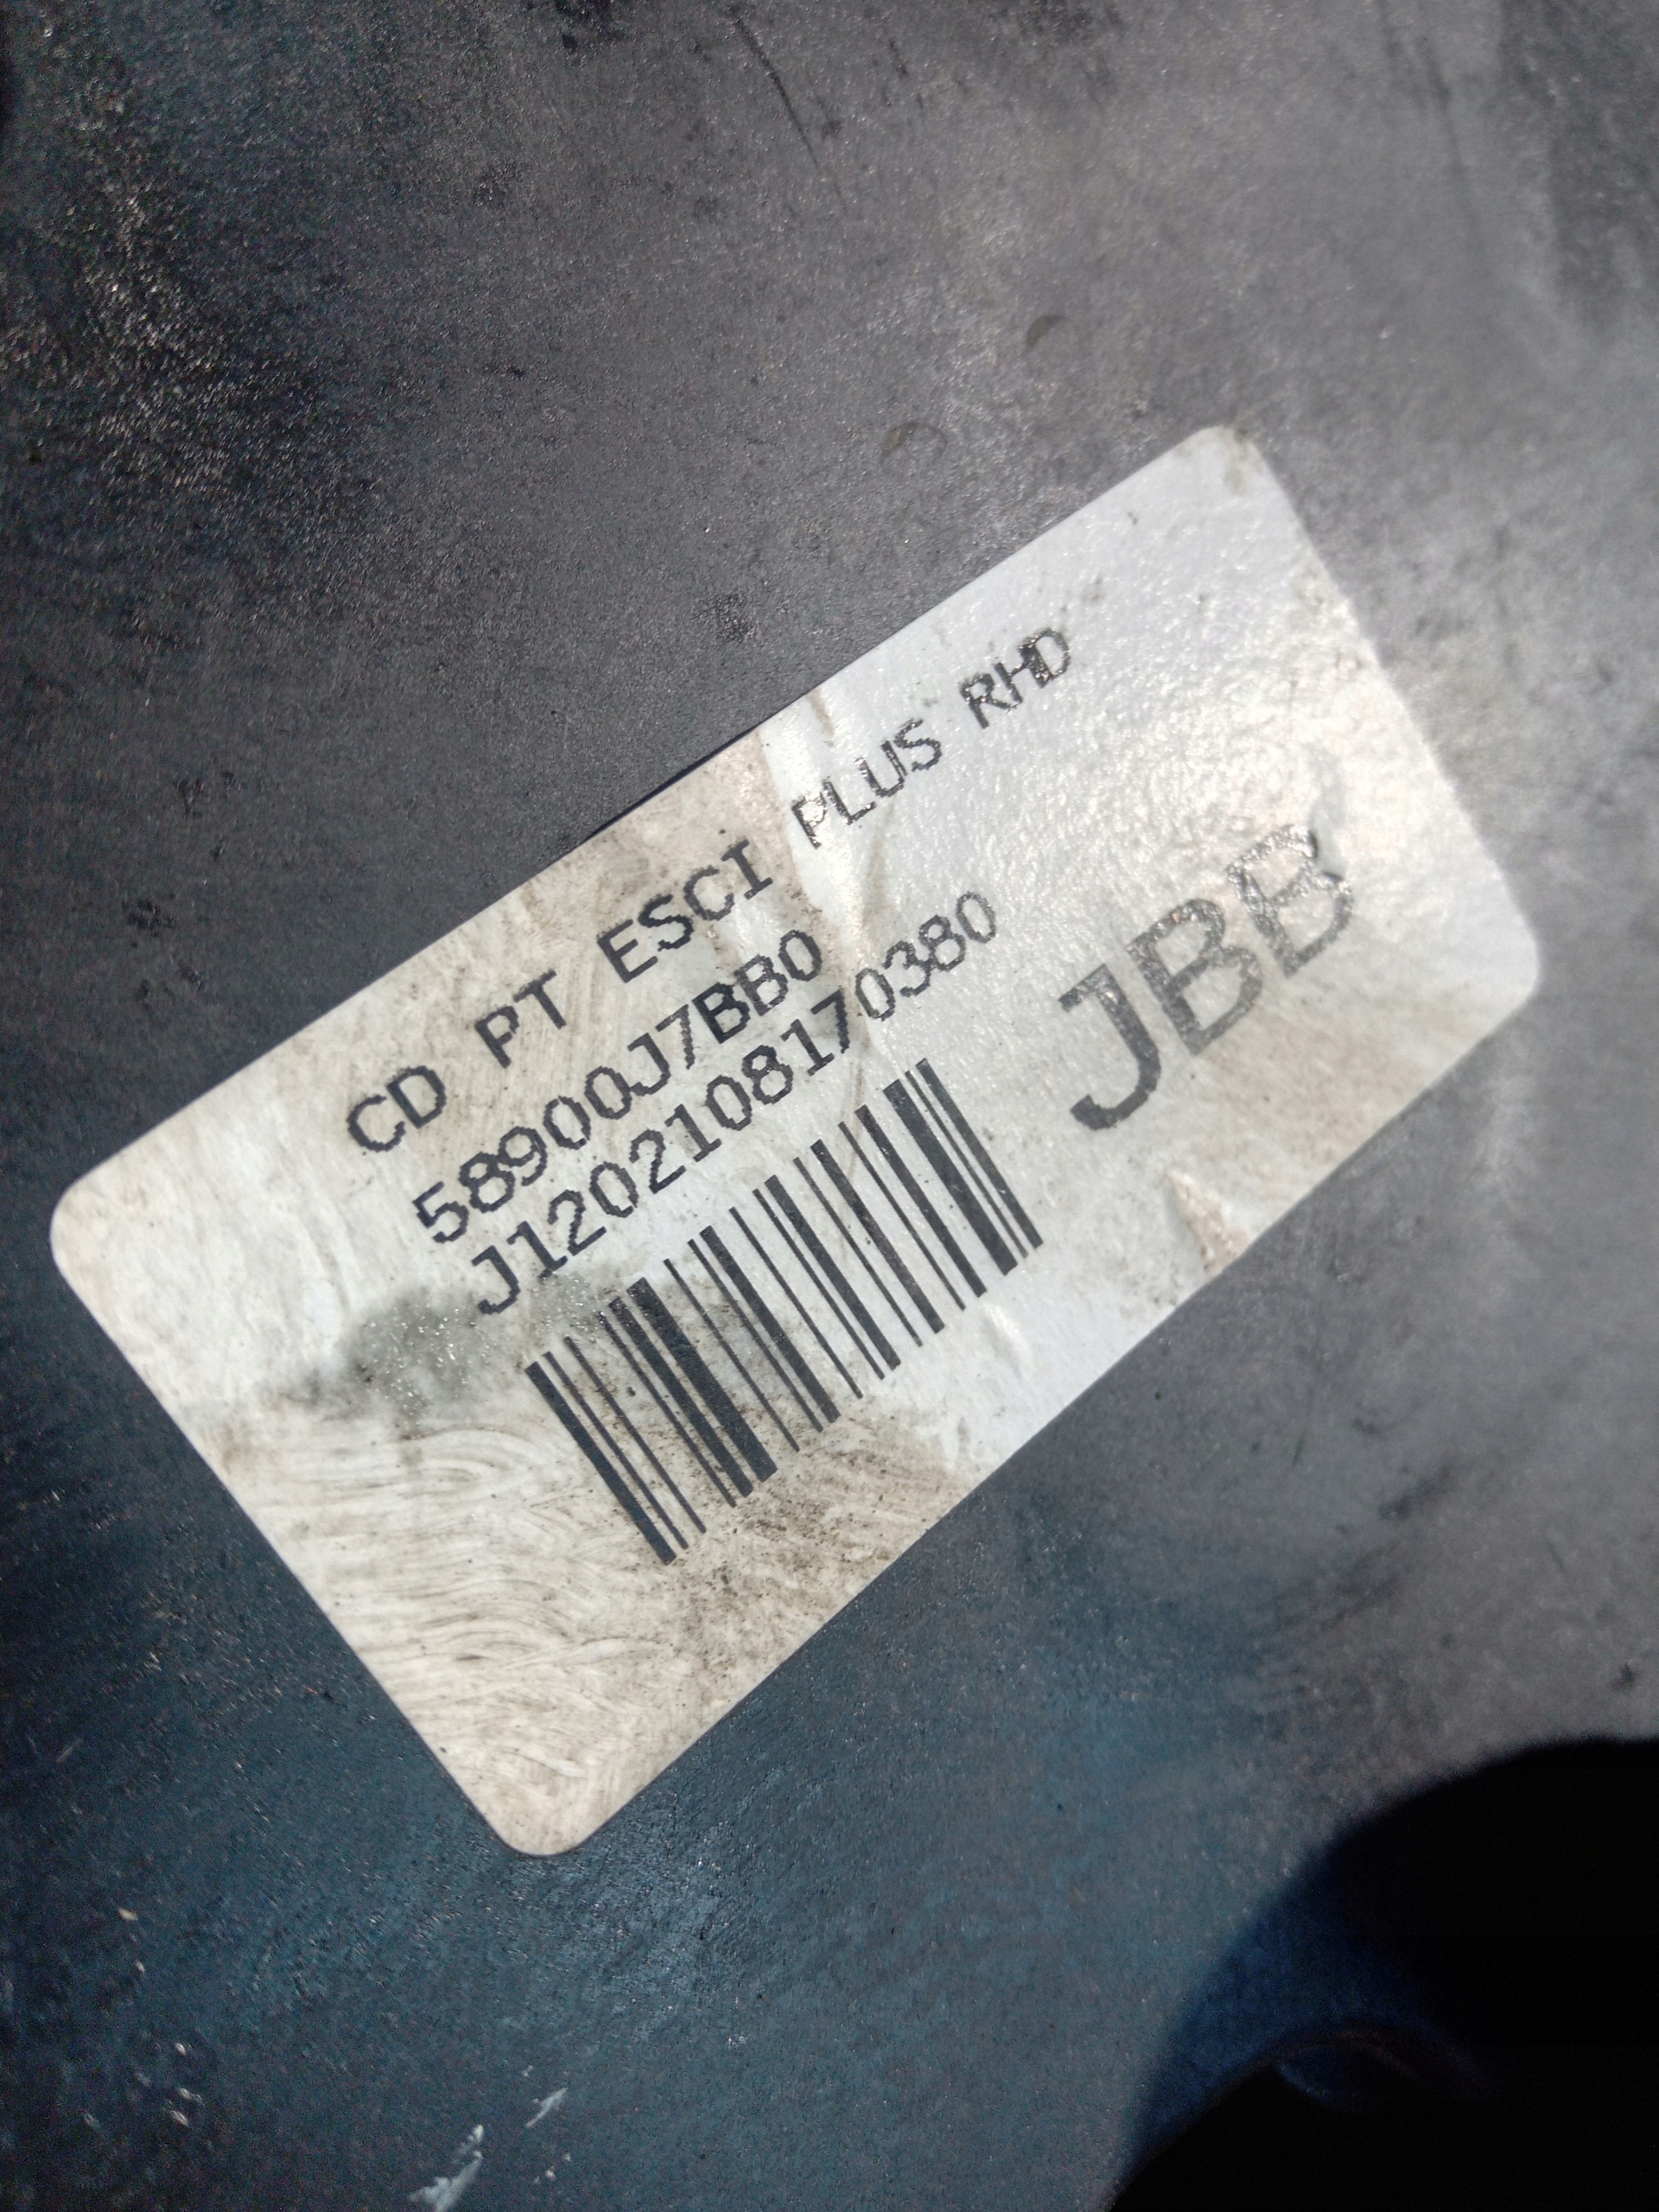 CD PT ESCI PLUS RHD
58900J7BB0
J1202108170380
JBB